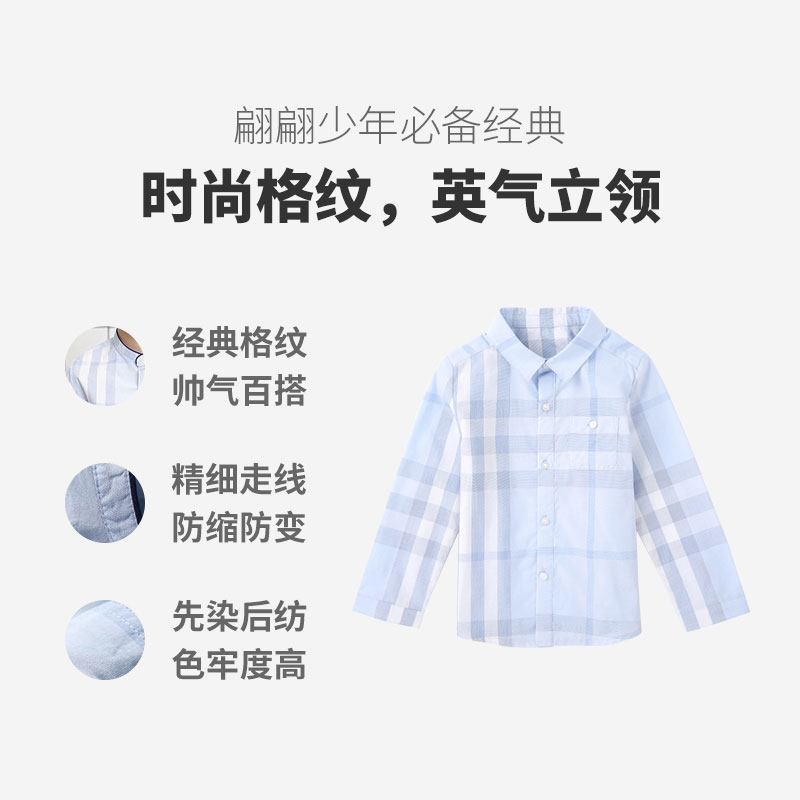 翩翩少年必备经典
时尚格纹，英气立领
经典格纹
帅气百搭
精细走线
防缩防变
先染后纺
色牢度高